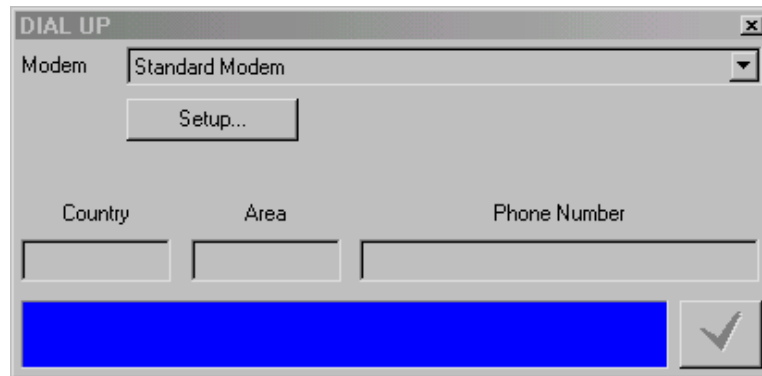 DIAL UP
Modem Standard Modem
Setup...
Country Area Phone Number